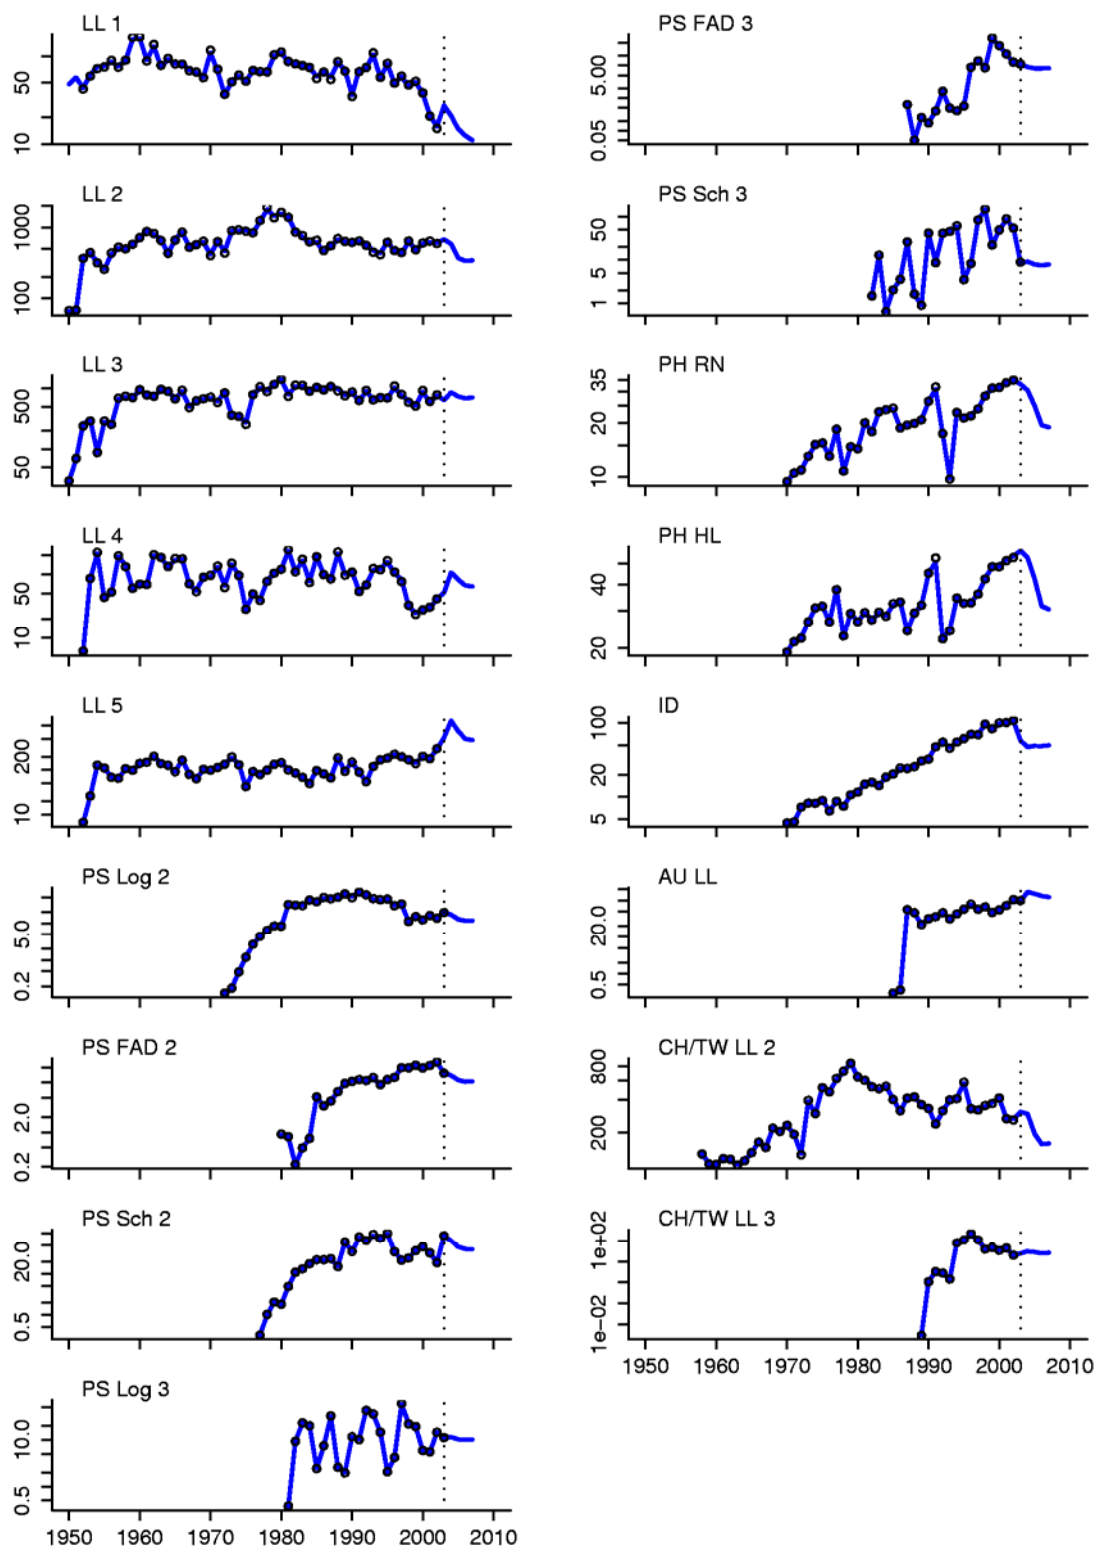 LL 1
50
10
LL 2
1000
100
LL 3
500
50
LL 4
50
10
LL 5
200
10
PS Log 2
5.0
0.2
PS FAD 2
2.0
0.2
PS Sch 2
20.0
0.5
PS Log 3
10.0
0.5
1950 1960 1970 1980 1990 2000 2010
PS FAD 3
5.00
0.05
PS Sch 3
50
5
1
PH RN
35
20
10
PH HL
40
20
ID
100
20
5
AU LL
20.0
0.5
CH/TW LL 2
800
200
CH/TW LL 3
1e+02
1e−02
1950 1960 1970 1980 1990 2000 2010